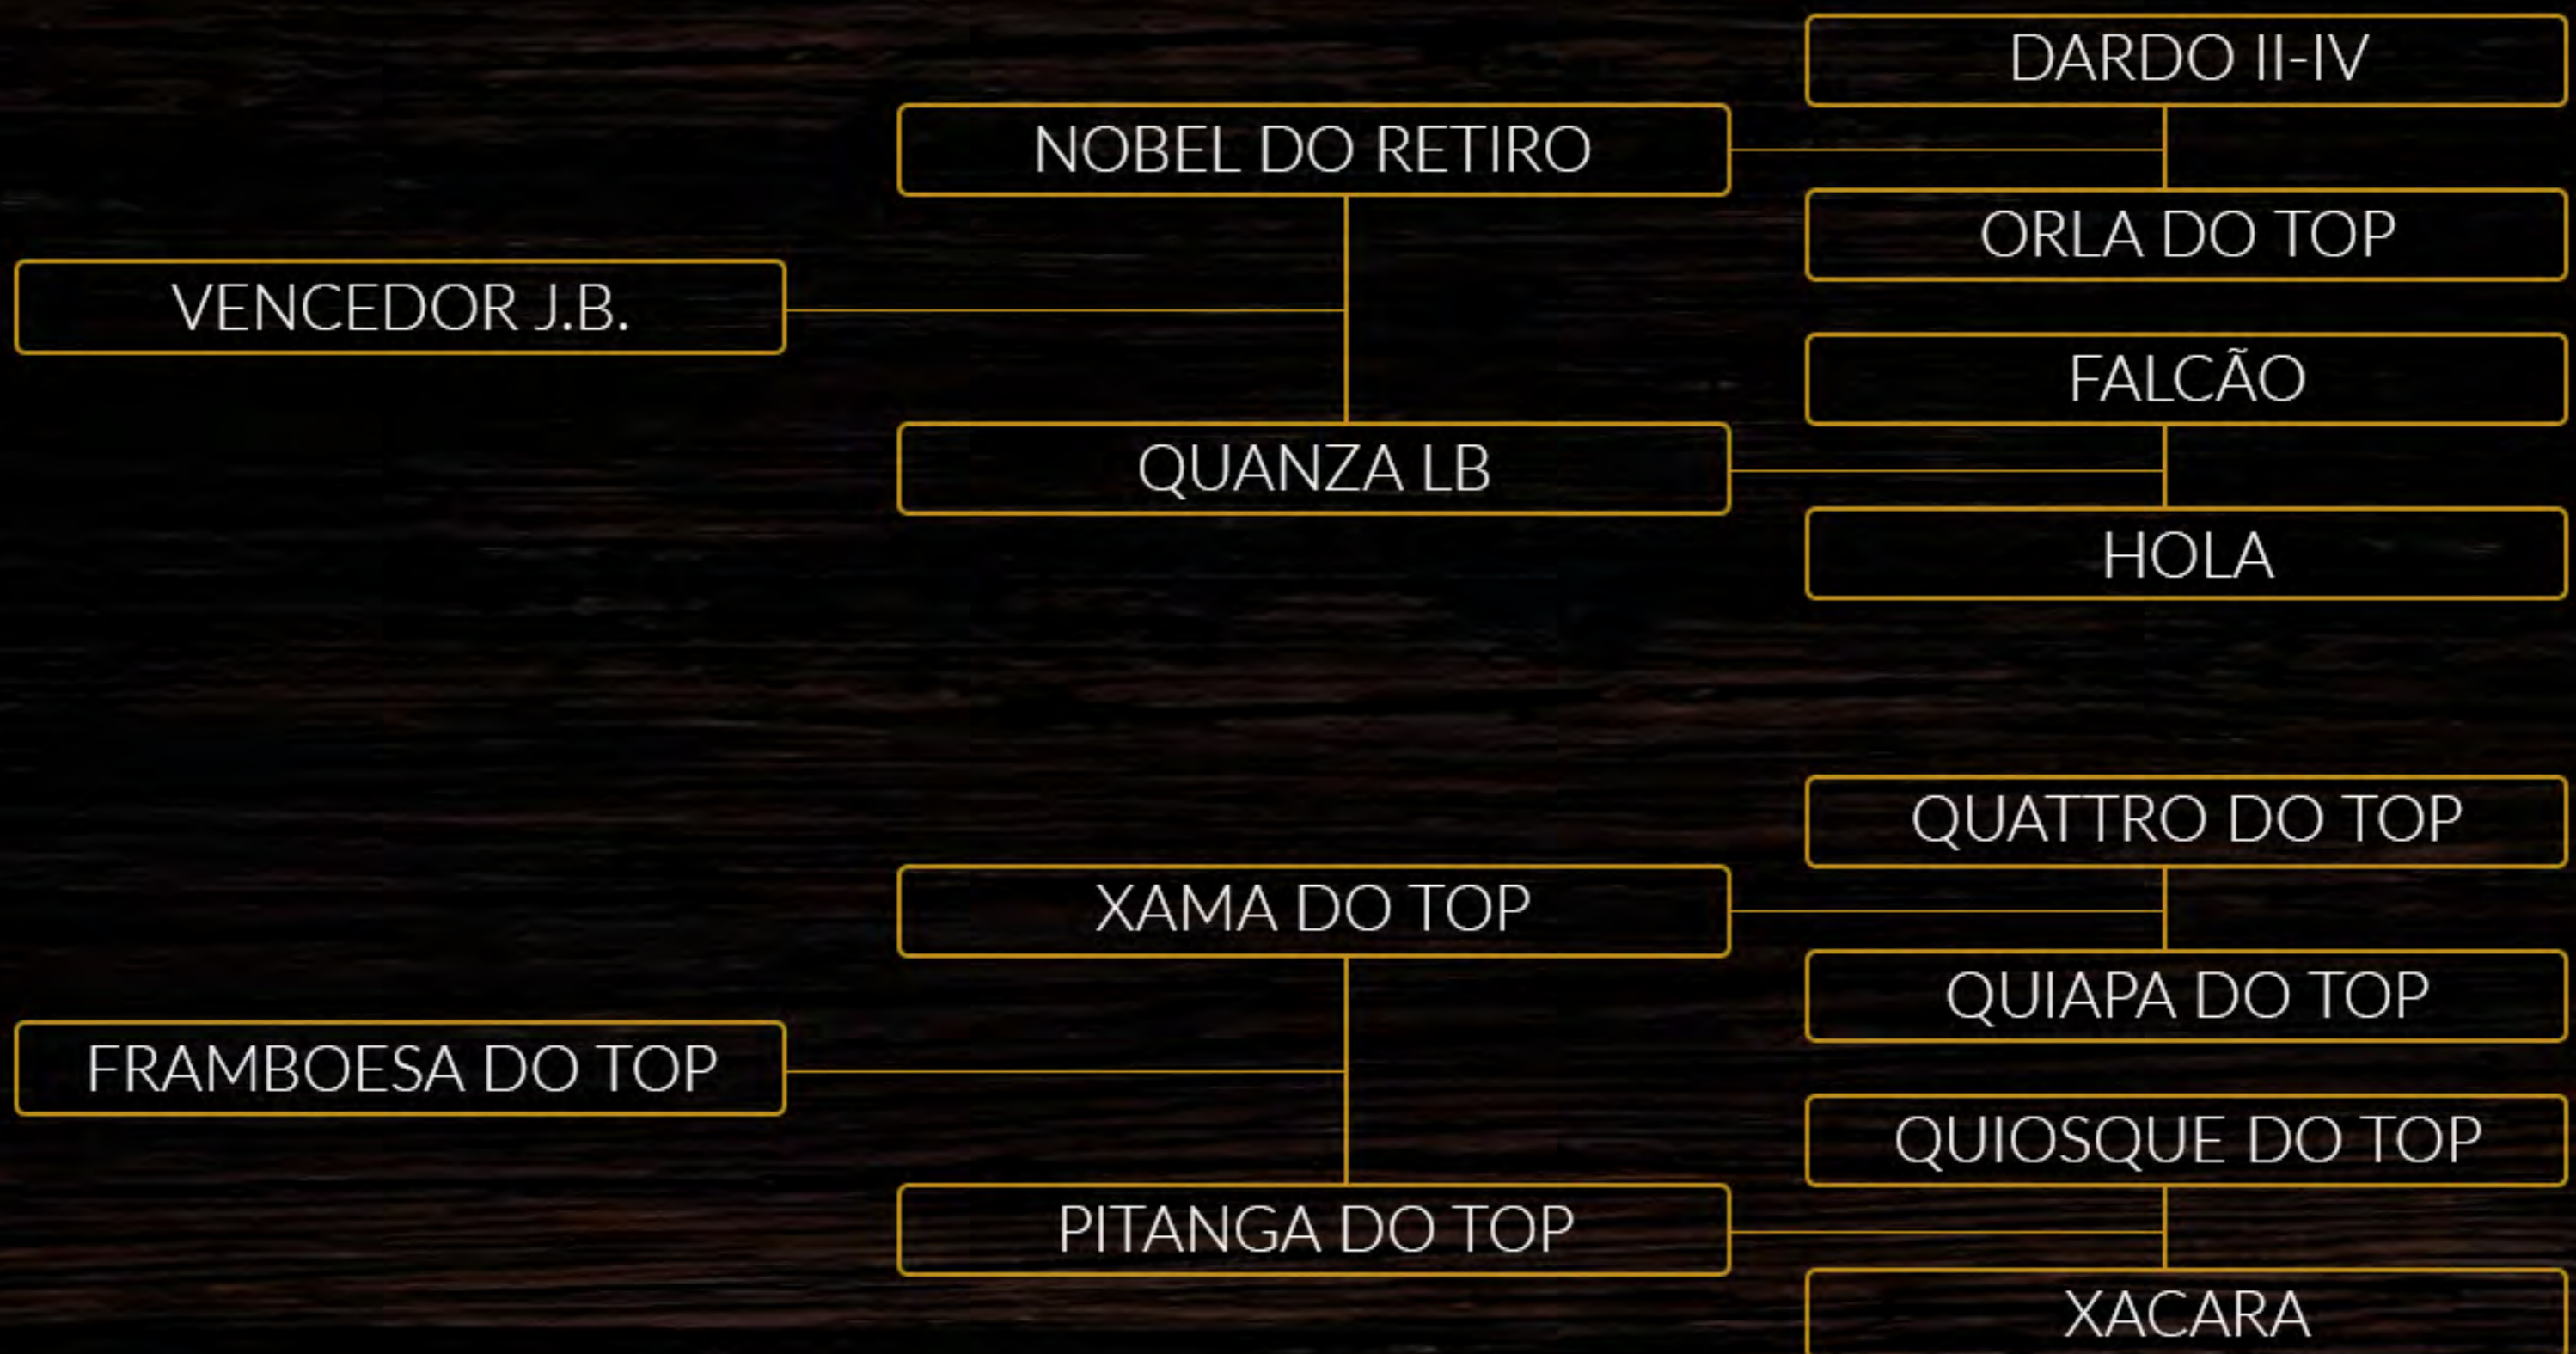 DARDO II-IV
NOBEL DO RETIRO
ORLA DO TOP
VENCEDOR J.B.
FALCÃO
QUANZA LB
HOLA
QUATTRO DO TOP
XAMA DO TOP
QUIAPA DO TOP
FRAMBOESA DO TOP
QUIOSQUE DO TOP
PITANGA DO TOP
XACARA